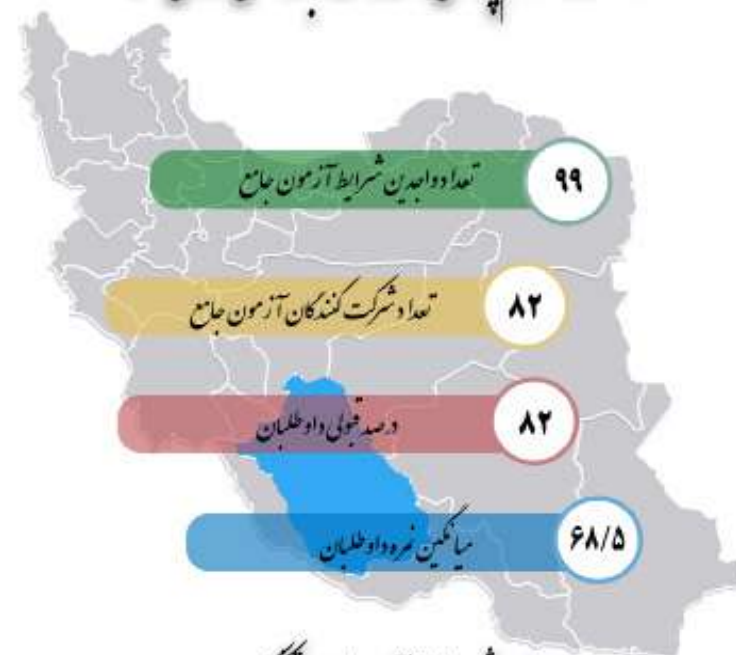 تعداد واجدین شرایط آزمون جامع ۹۹
تعداد شرکت کنندگان آزمون جامع ۸۲
درصد قبولی داوطلبان ۸۲
میانگین نمره داوطلبان ۶۸/۵